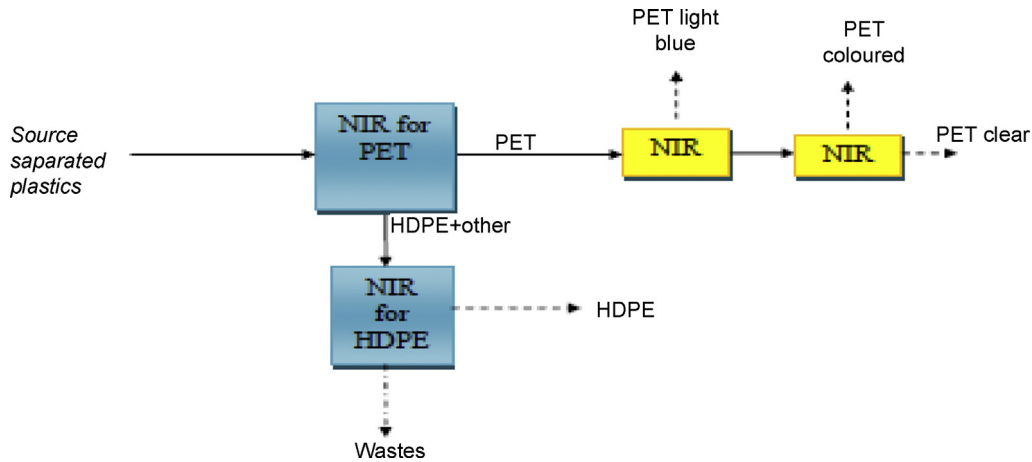 PET light
blue
PET
coloured
Source
saparated
plastics
NIR for
PET
PET
NIR
NIR
PET clear
HDPE+other
NIR
for
HDPE
HDPE
Wastes